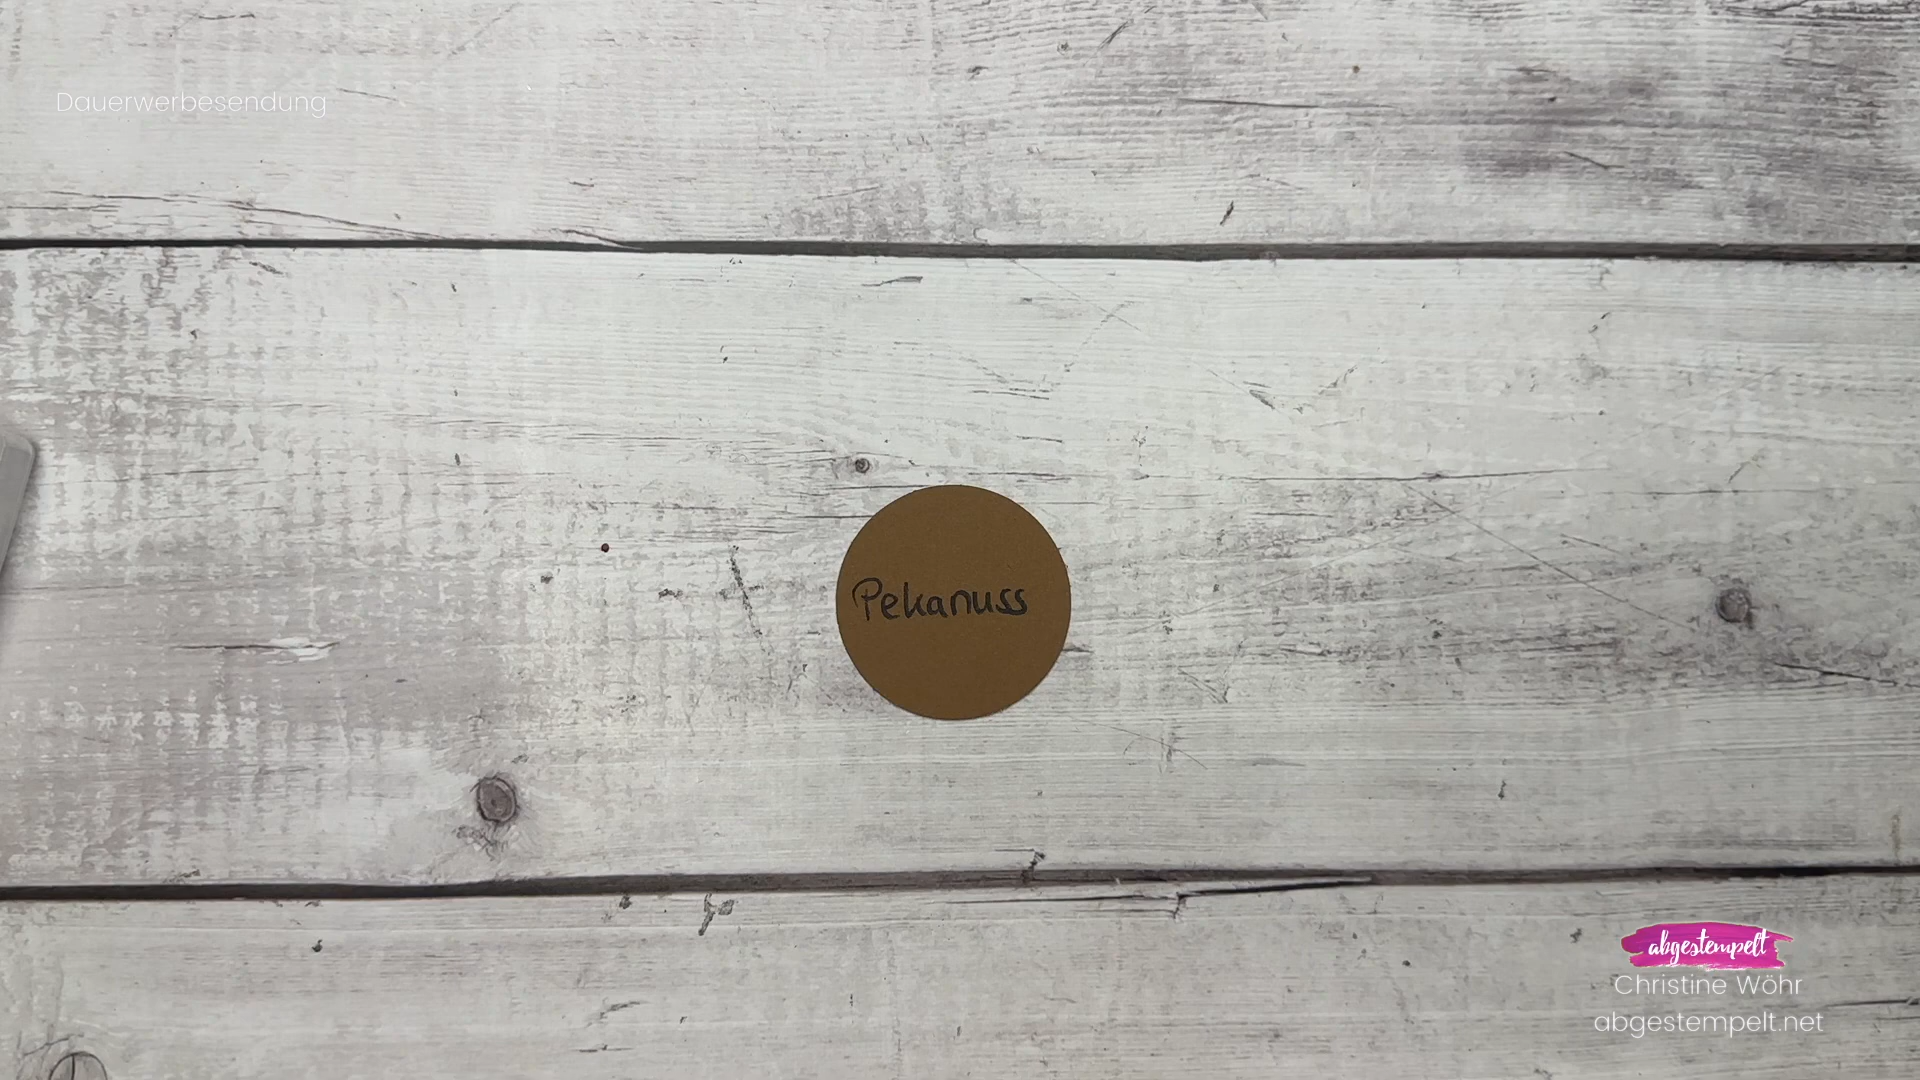 Dauerwerbesendung
Pekanuss
abgestempelt
Christine Wöhr
abgestempelt.net